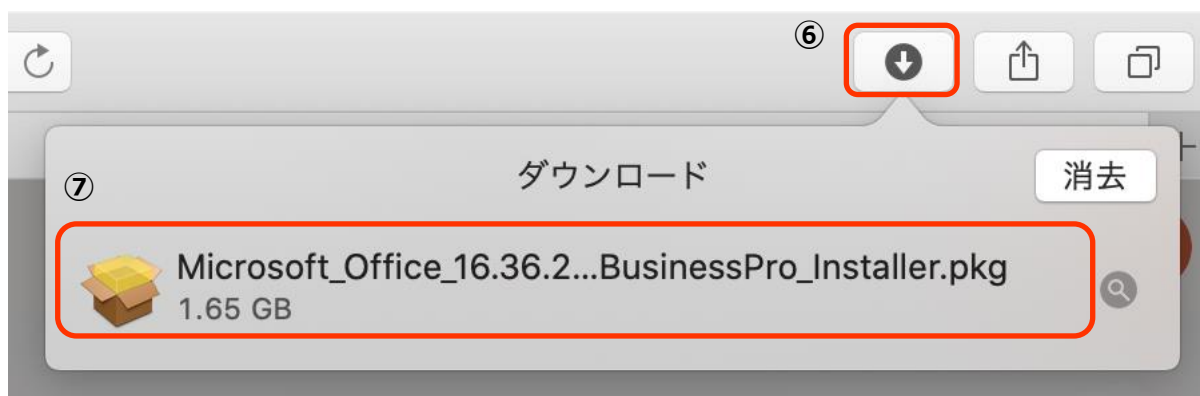 ⑥
ダウンロード
消去
⑦
Microsoft_Office_16.36.2...BusinessPro_Installer.pkg
1.65 GB